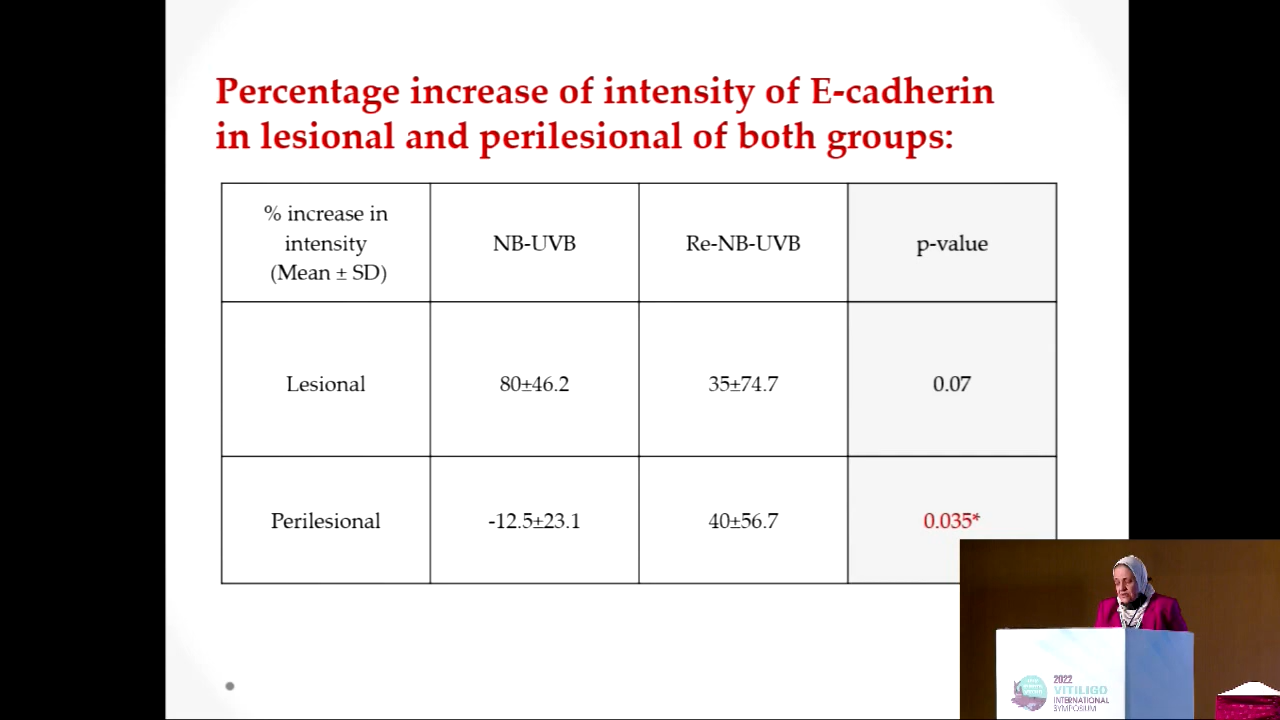 Percentage increase of intensity of E-cadherin
in lesional and perilesional of both groups:
% increase in
intensity
(Mean ± SD)
NB-UVB
Re-NB-UVB
p-value
Lesional
80±46.2
35±74.7
0.07
Perilesional
-12.5±23.1
40±56.7
0.035*
2022
VITILIGO
INTERNATIONAL
SYMPOSIUM